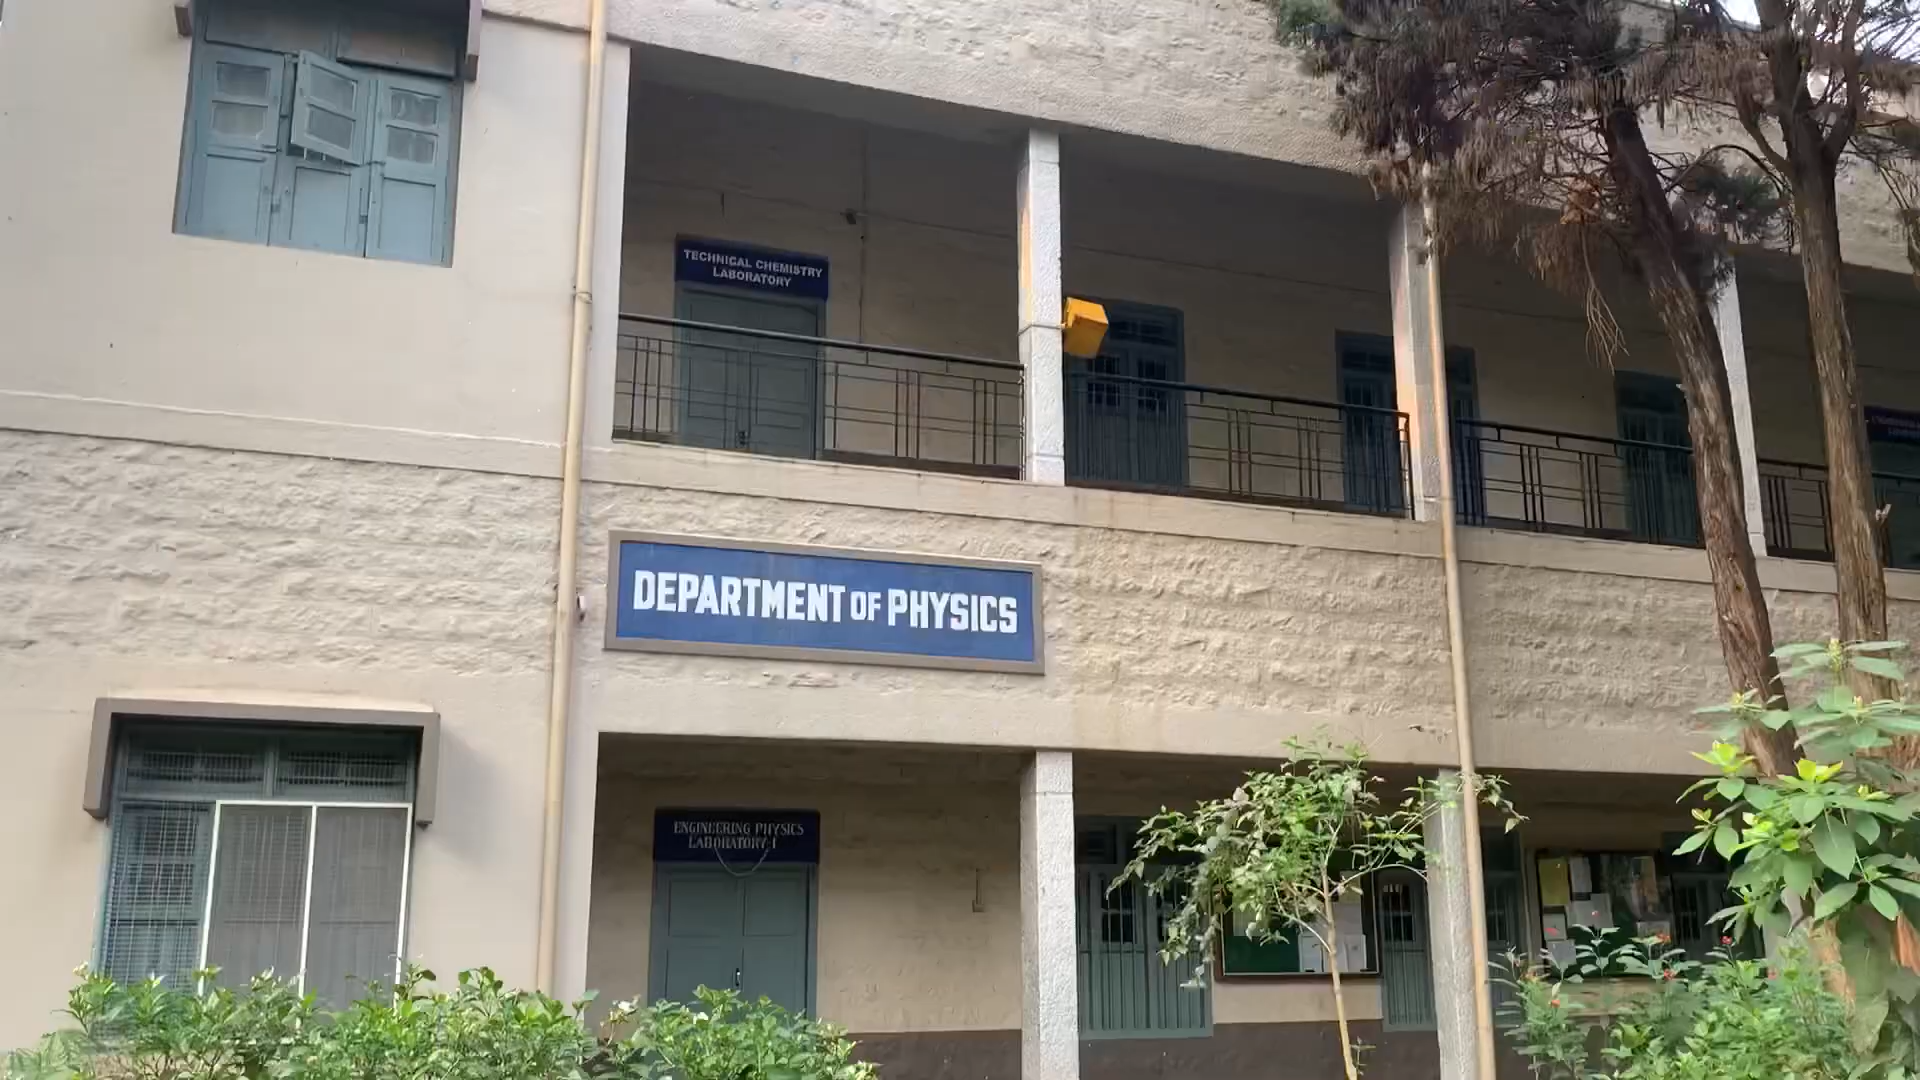 TECHNICAL CHEMISTRY
LABORATORY
DEPARTMENT OF PHYSICS
ENGINEERING PHYSICS
LABORATORY-I